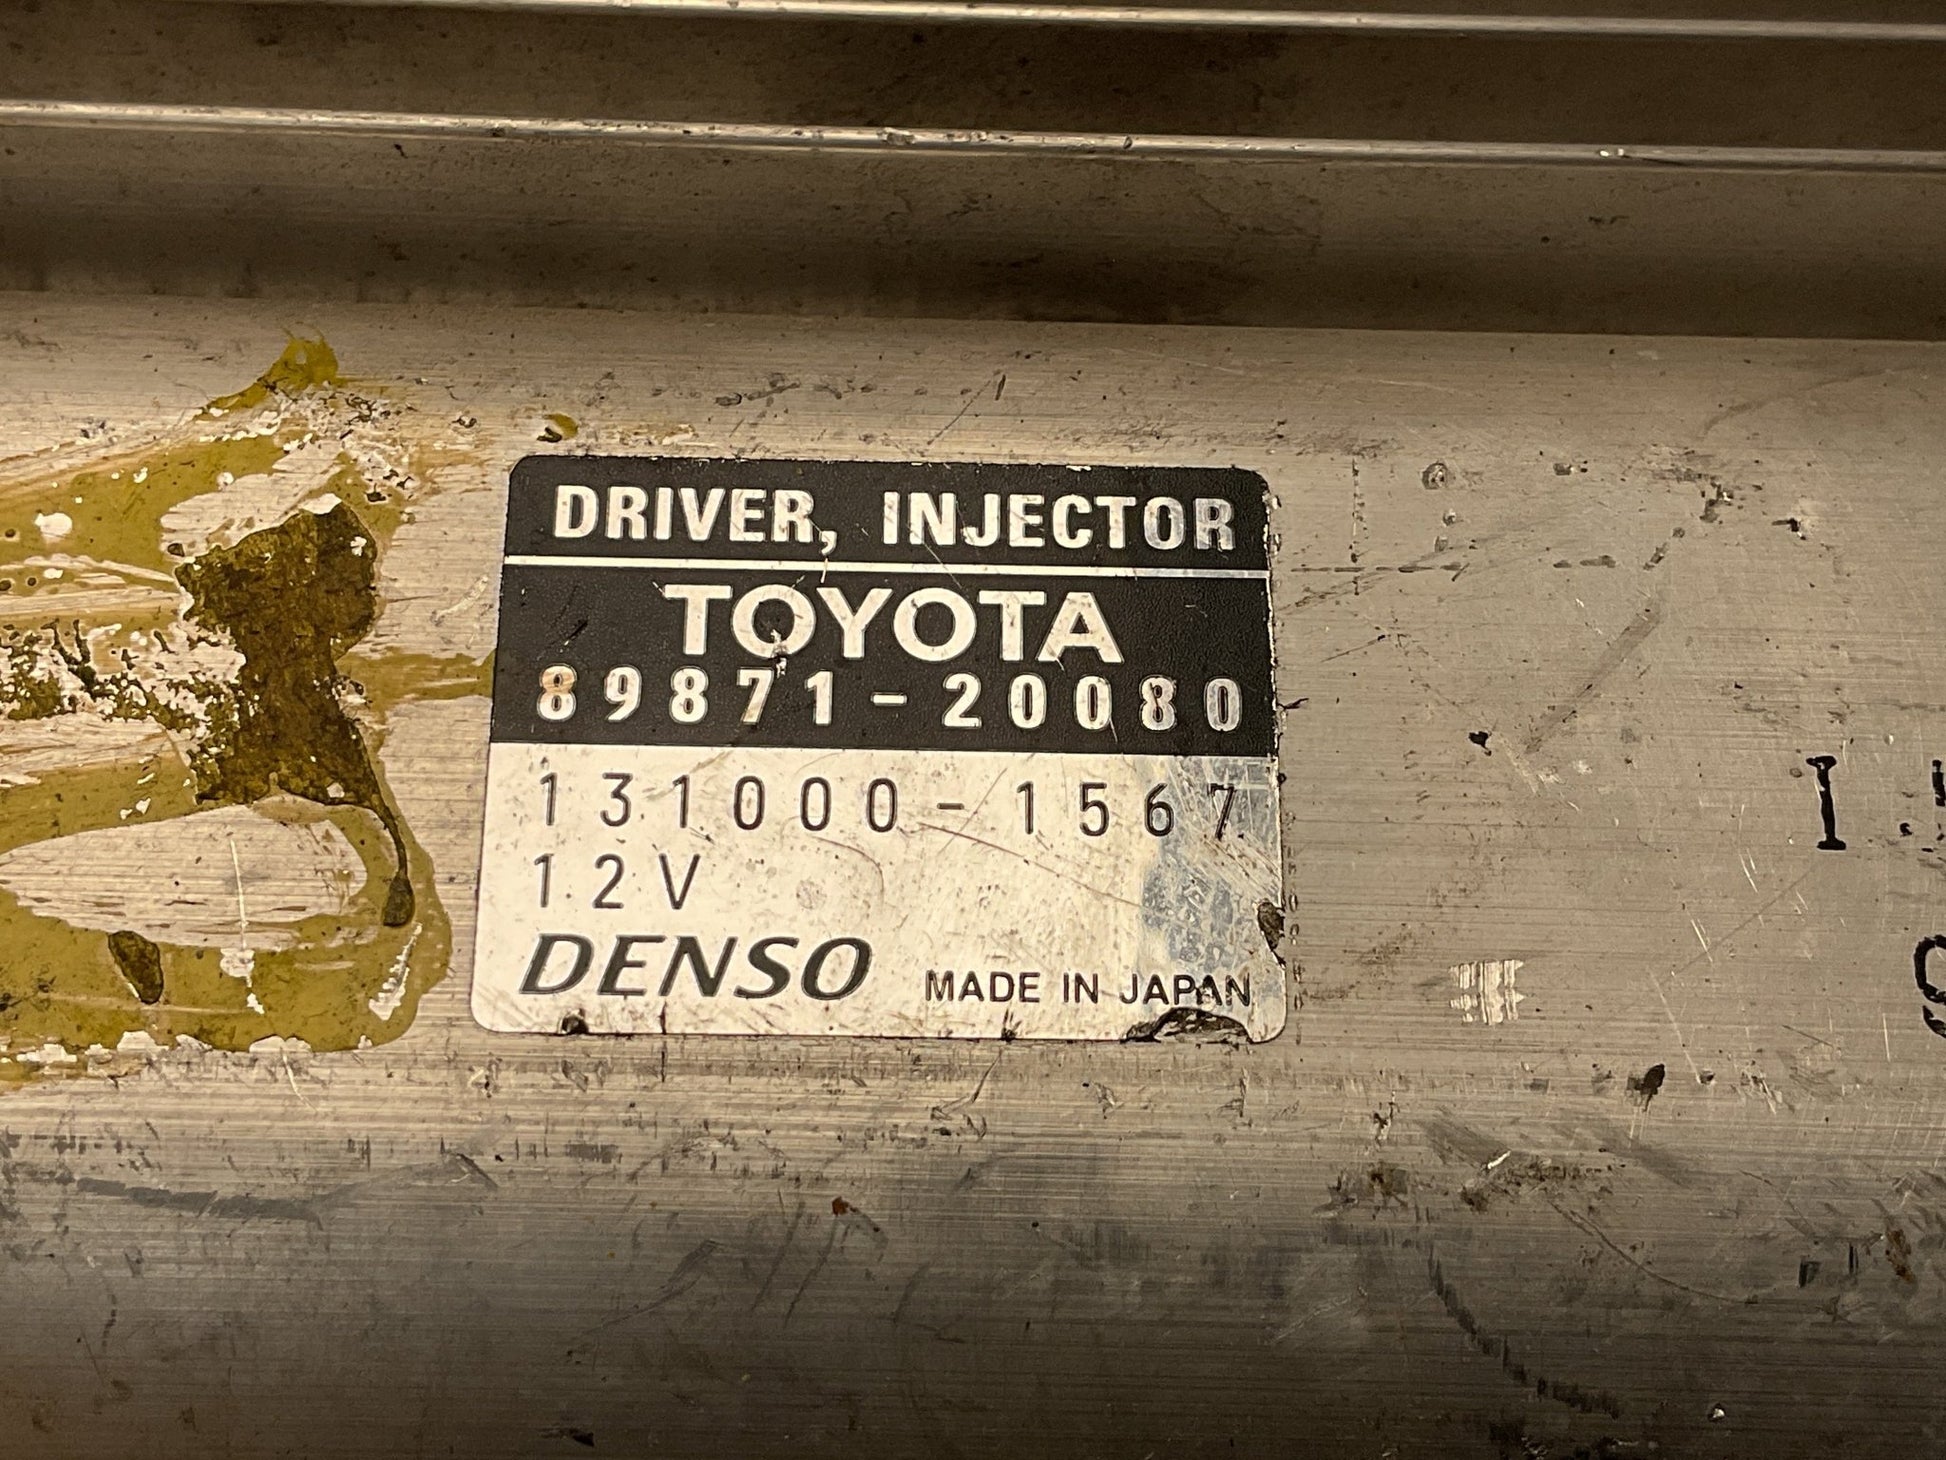 DRIVER, INJECTOR
TOYOTA
89871-20080
131000-1567
12V
DENSO MADE IN JAPAN